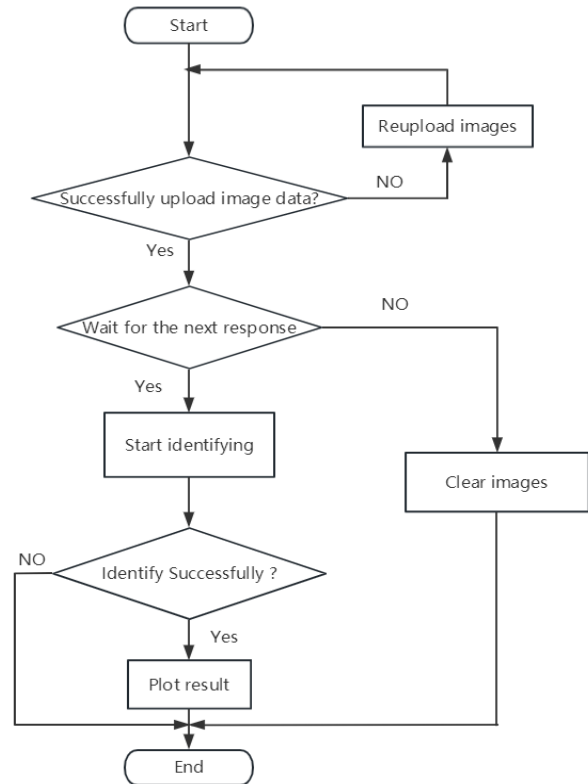 Start
Reupload images
NO
Successfully upload image data?
Yes
NO
Wait for the next response
Yes
Start identifying
Clear images
NO
Identify Successfully ?
Yes
Plot result
End